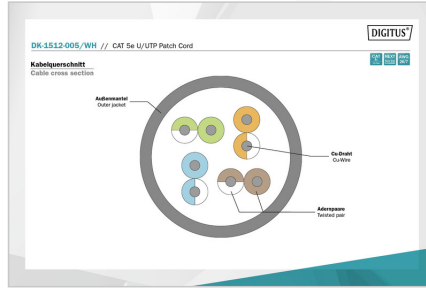 DIGITUS®
DK-1512-005/WH // CAT 5e U/UTP Patch Cord
Kabelquerschnitt
Cable cross section
Außenmantel
Outer jacket
Cu-Draht
Cu-Wire
Adernpaare
Twisted pair